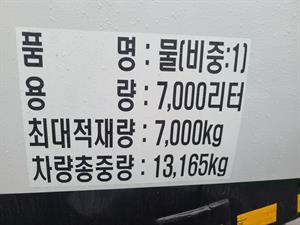 품 명 : 물(비중:1)
용 량 : 7,000리터
최대적재량 : 7,000kg
차량총중량 : 13,165kg